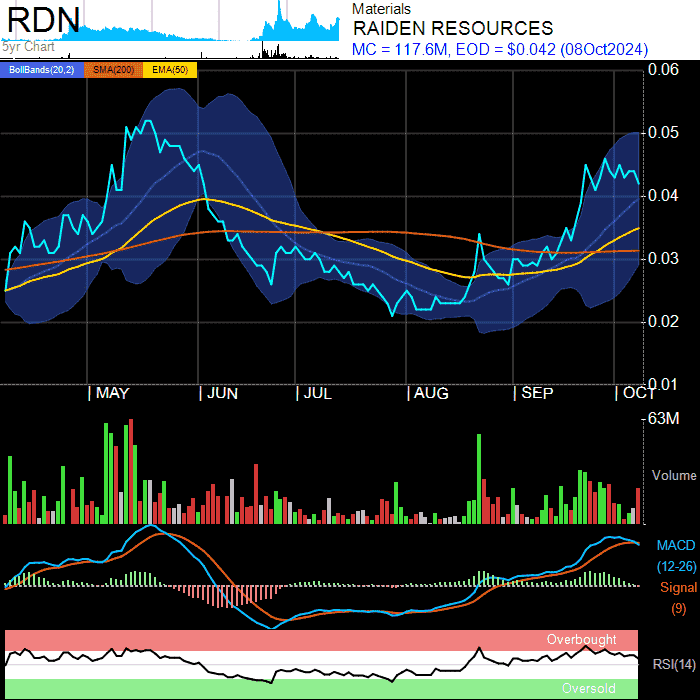 RDN
5yr Chart
Materials
RAIDEN RESOURCES
MC = 117.6M, EOD = $0.042 (08Oct2024)
BollBands(20,2) SMA(200) EMA(50)
0.06
0.05
0.04
0.03
0.02
0.01
| MAY | JUN | JUL | AUG | SEP | OCT
63M
Volume
MACD
(12-26)
Signal
(9)
Overbought
RSI(14)
Oversold